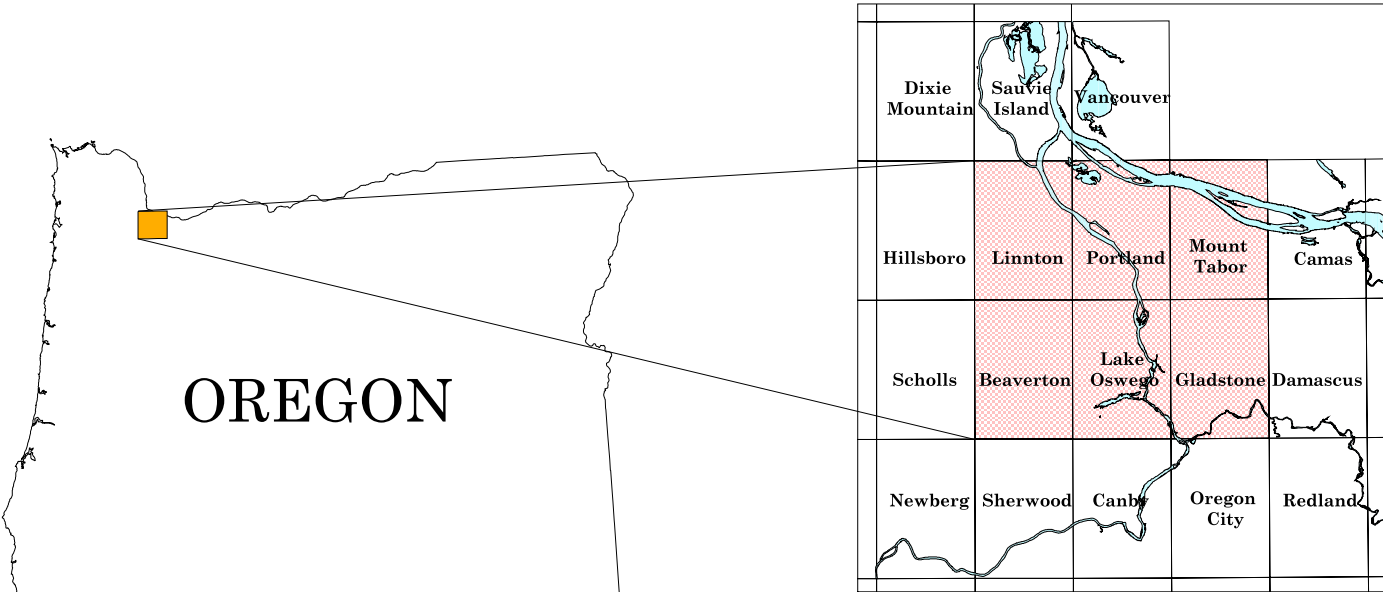 OREGON
Dixie
Mountain
Sauvie
Island
Vancouver
Hillsboro
Linnton
Portland
Mount
Tabor
Camas
Scholls
Beaverton
Lake
Oswego
Gladstone
Damascus
Newberg
Sherwood
Canby
Oregon
City
Redland